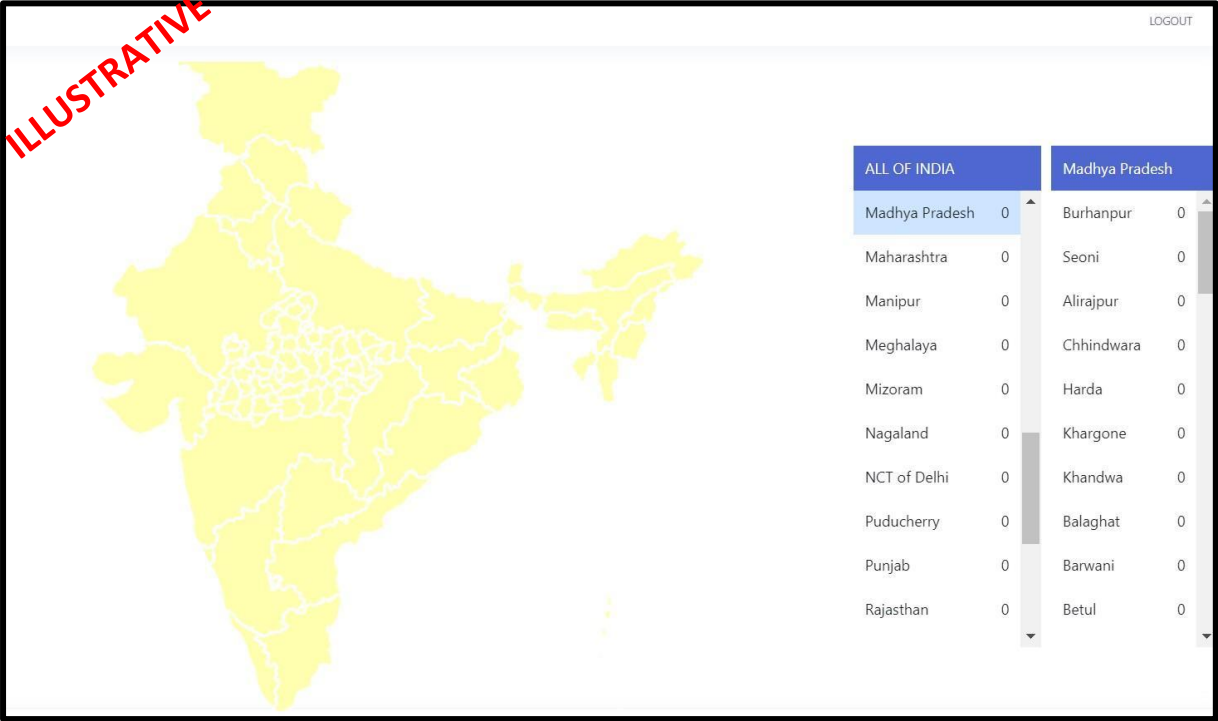 ILLUSTRATIVE
LOGOUT
ALL OF INDIA
Madhya Pradesh 0
Maharashtra 0
Manipur 0
Meghalaya 0
Mizoram 0
Nagaland 0
NCT of Delhi 0
Puducherry 0
Punjab 0
Rajasthan 0
Madhya Pradesh
Burhanpur 0
Seoni 0
Alirajpur 0
Chhindwara 0
Harda 0
Khargone 0
Khandwa 0
Balaghat 0
Barwani 0
Betul 0